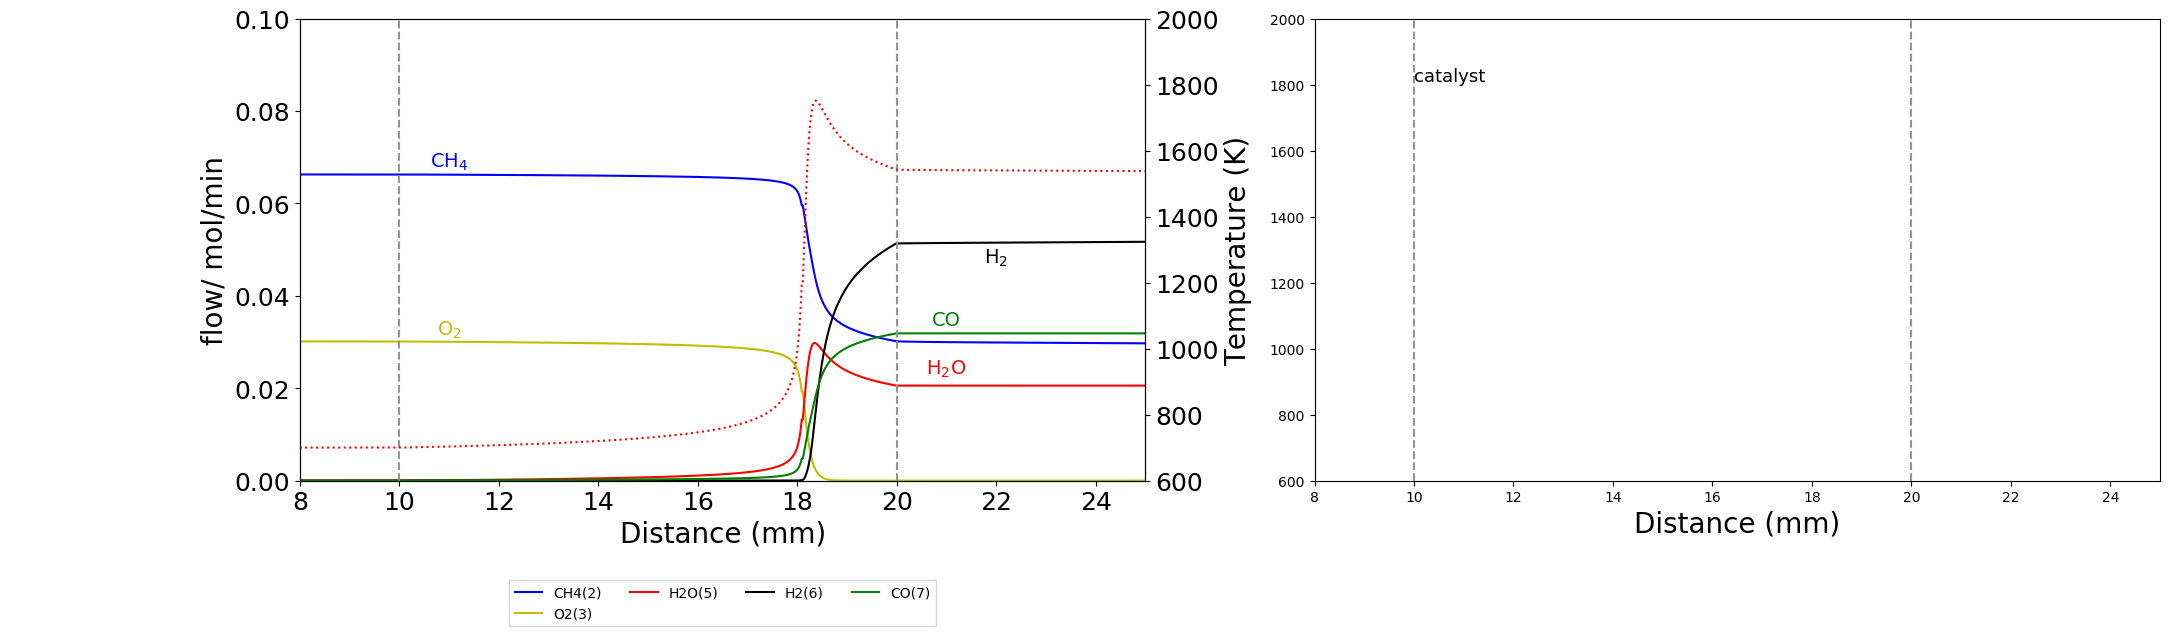 0.10
0.08
0.06
0.04
0.02
0.00
flow/ mol/min
CH₄
O₂
H₂
CO
H₂O
8 10 12 14 16 18 20 22 24
Distance (mm)
2000
1800
1600
1400
1200
1000
800
600
Temperature (K)
CH4(2) H2O(5) H2(6) CO(7)
O2(3)
2000
1800
1600
1400
1200
1000
800
600
catalyst
8 10 12 14 16 18 20 22 24
Distance (mm)